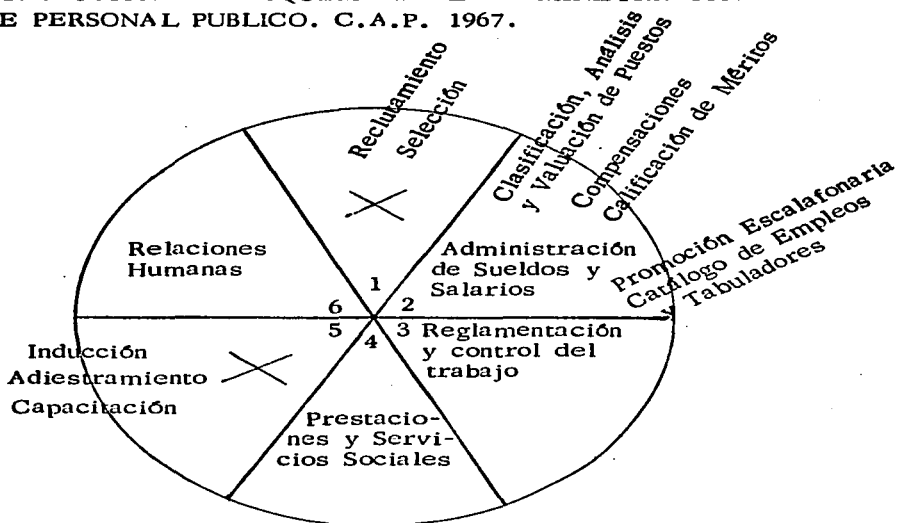 E PERSONAL PUBLICO. C.A.P. 1967.
Reclutamiento
Selección
Clasificación, Análisis
y Valuación de Puestos
Compensaciones
Calificación de Méritos
Promoción Escalafonaria
Catálogo de Empleos
y Tabuladores
Relaciones
Humanas
Administración
de Sueldos y
Salarios
1
6
2
5
4
3
Reglamentación
y control del
trabajo
Inducción
Adiestramiento
Capacitación
Prestacio-
nes y Servi-
cios Sociales